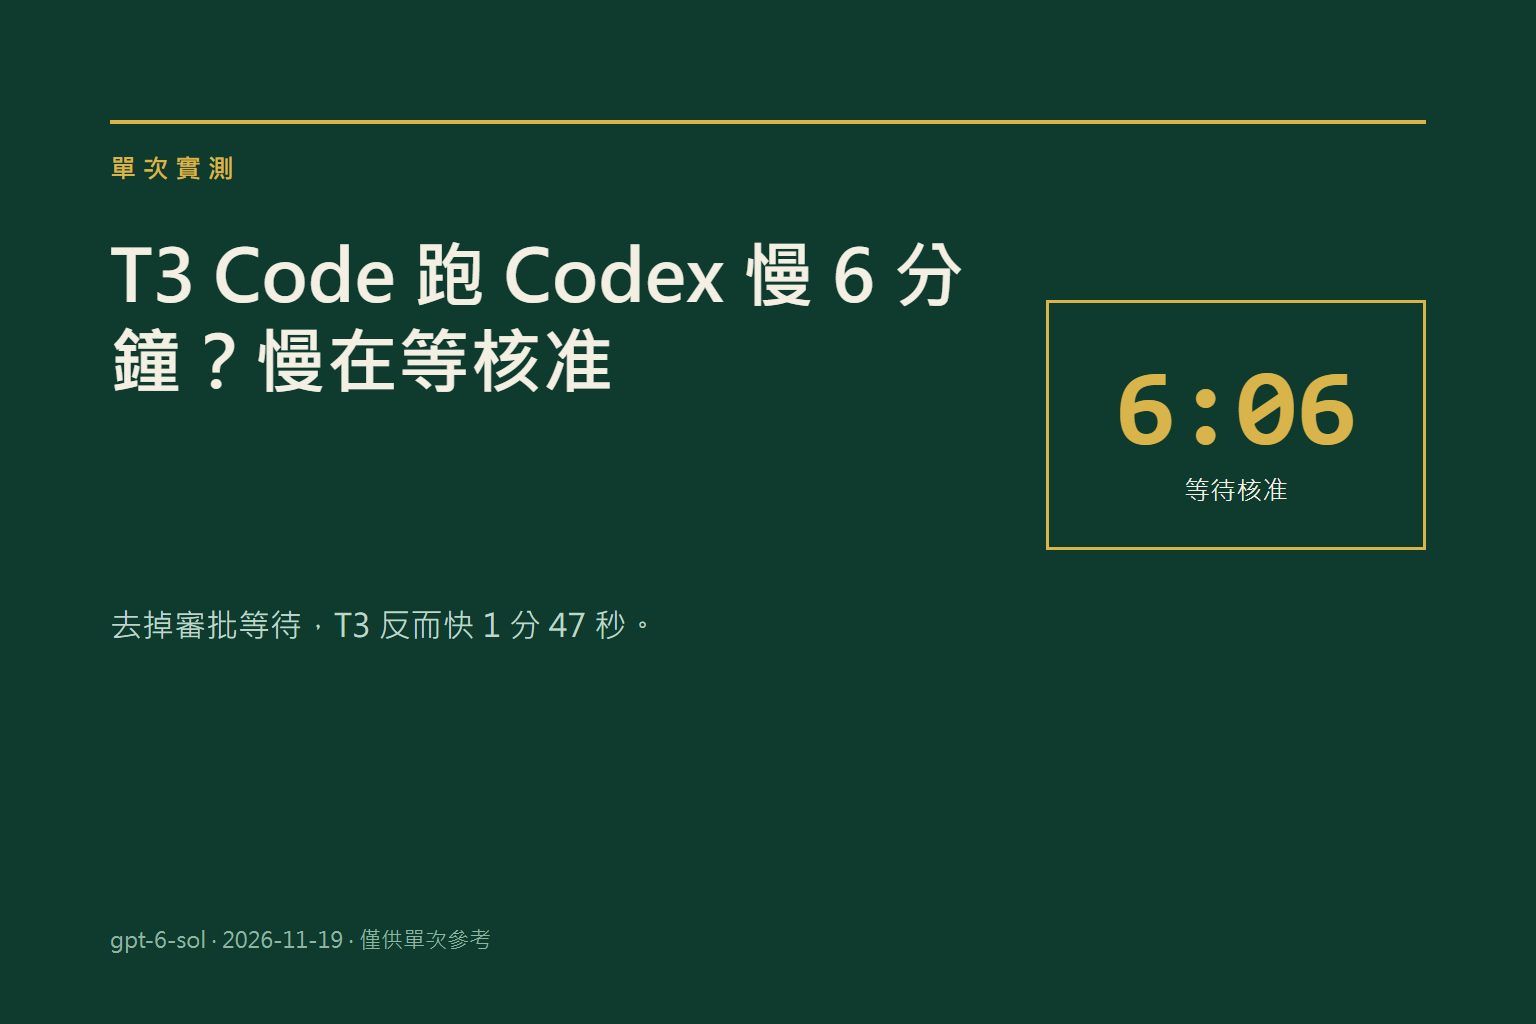 單次實測
T3 Code 跑 Codex 慢 6 分
鐘？慢在等核准
6:06
等待核准
去掉審批等待，T3 反而快 1 分 47 秒。
gpt-6-sol · 2026-11-19 · 僅供單次參考